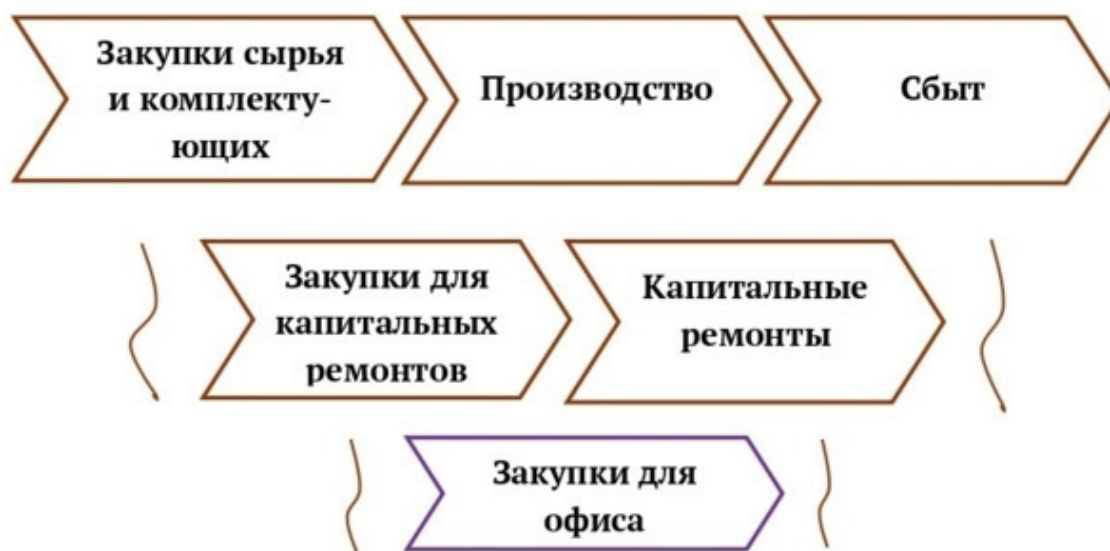 Закупки сырья
и комплекту-
ющих
Производство
Сбыт
Закупки для
капитальных
ремонтов
Капитальные
ремонты
Закупки для
офиса